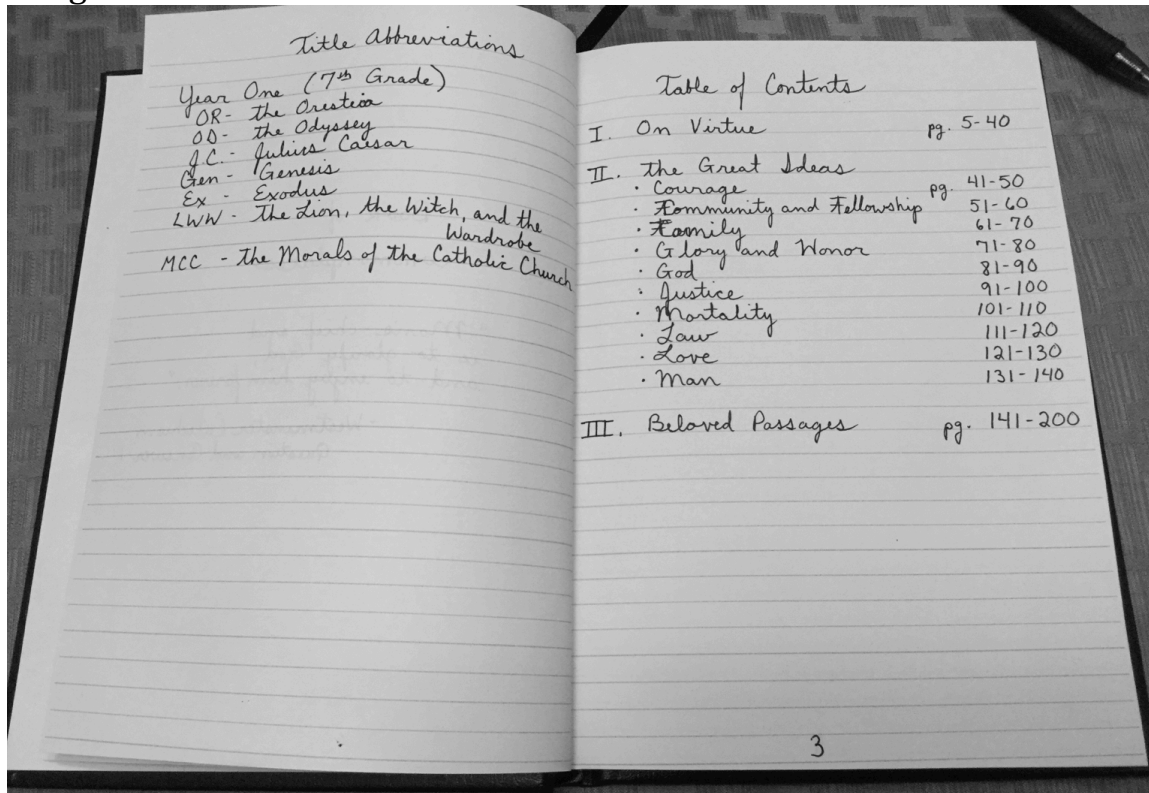 Title Abbreviations
Year One (7th Grade)
OR- the Oresteia
OD- the Odyssey
J.C. - Julius Caesar
Gen - Genesis
Ex - Exodus
LWW - The Lion, the Witch, and the
Wardrobe
MCC - the Morals of the Catholic Church
Table of Contents
I. On Virtue pg. 5-40
II. the Great Ideas
· Courage pg. 41-50
· Community and Fellowship 51-60
· Family 61-70
· Glory and Honor 71-80
· God 81-90
· Justice 91-100
· Mortality 101-110
· Law 111-120
· Love 121-130
· Man 131-140
III. Beloved Passages pg. 141-200
3